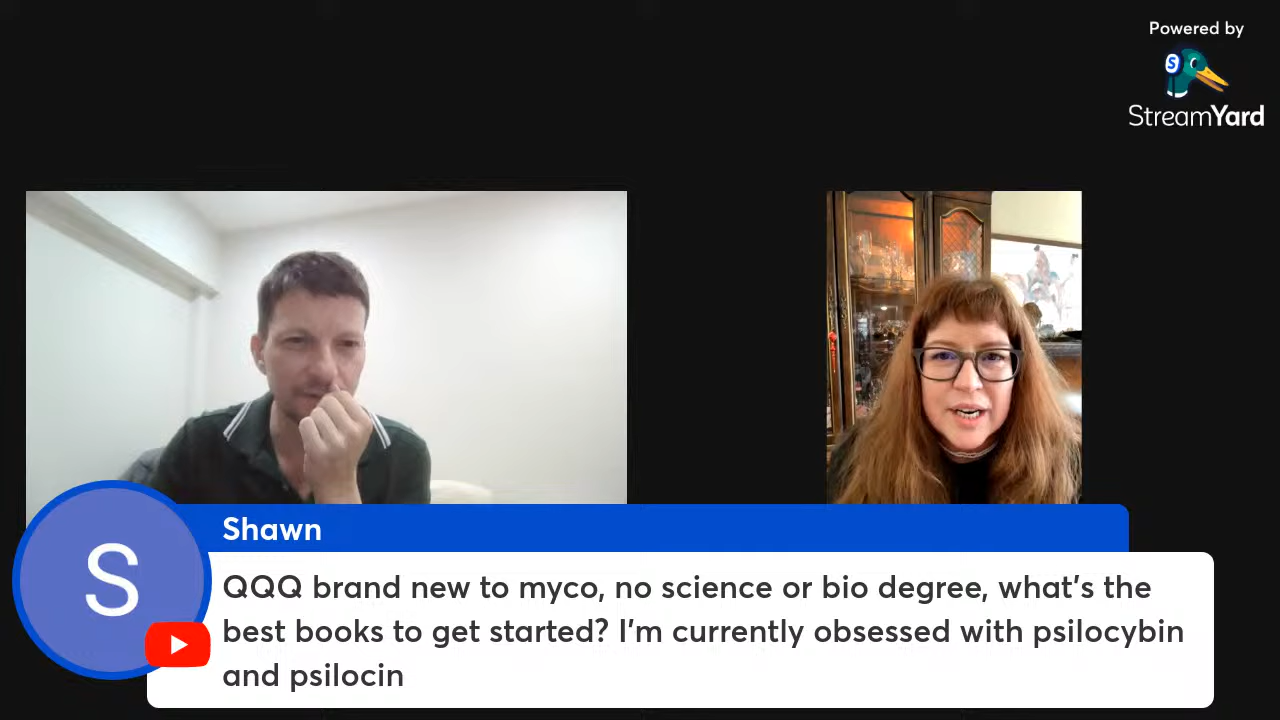 Powered by
S
StreamYard
Shawn
S
QQQ brand new to myco, no science or bio degree, what's the
best books to get started? I'm currently obsessed with psilocybin
and psilocin